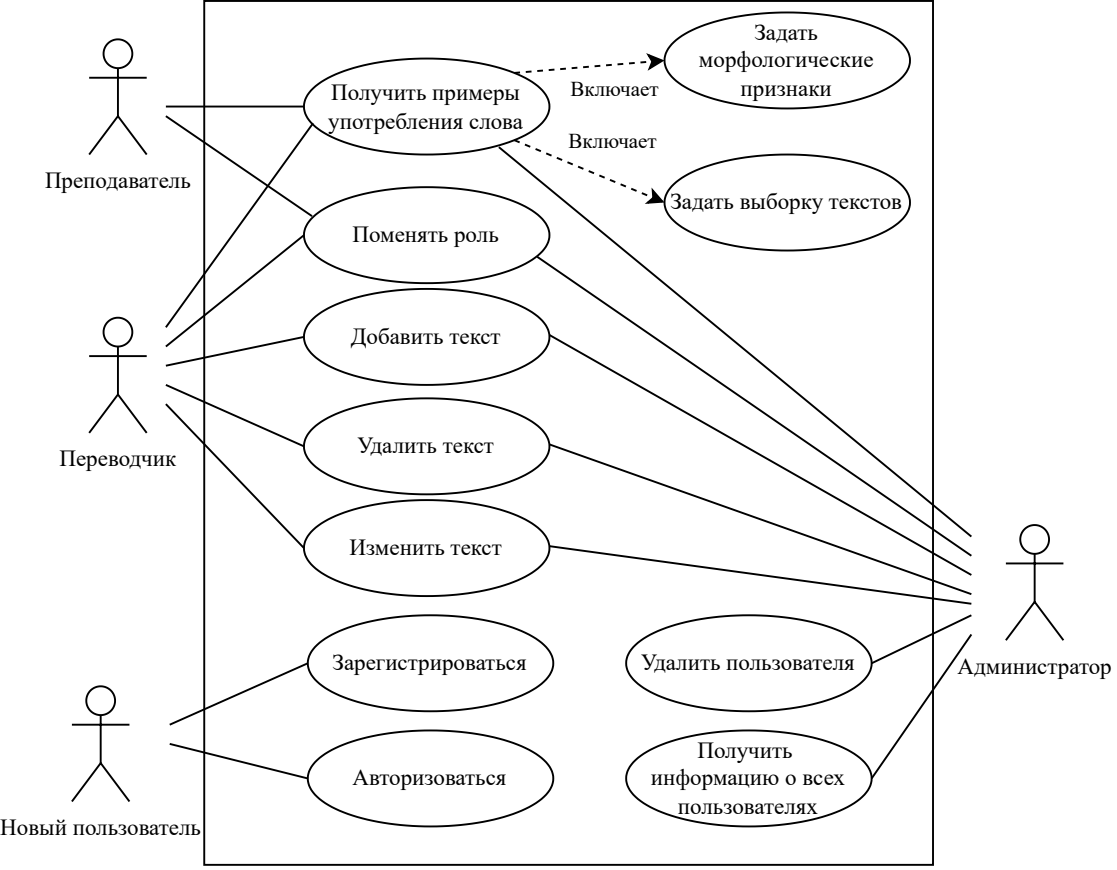 Задать
морфологические
признаки
Получить примеры
употребления слова
Включает
Включает
Преподаватель
Задать выборку текстов
Поменять роль
Добавить текст
Переводчик
Удалить текст
Изменить текст
Зарегистрироваться
Удалить пользователя
Администратор
Получить
информацию о всех
пользователях
Авторизоваться
Новый пользователь